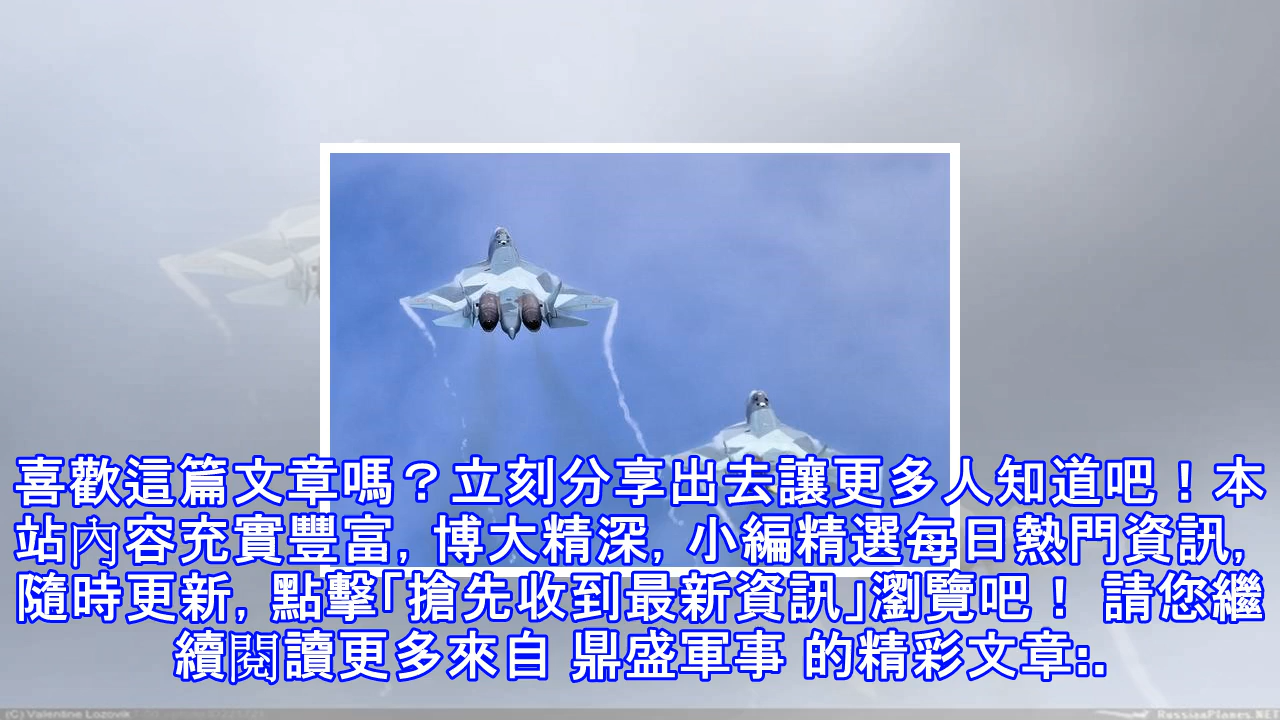 喜歡這篇文章嗎？立刻分享出去讓更多人知道吧！本
站內容充實豐富，博大精深，小編精選每日熱門資訊，
隨時更新，點擊「搶先收到最新資訊」瀏覽吧！ 請您繼
續閱讀更多來自 鼎盛軍事 的精彩文章:.
(C) Valentine Lozovik
RussianPlanes.NET